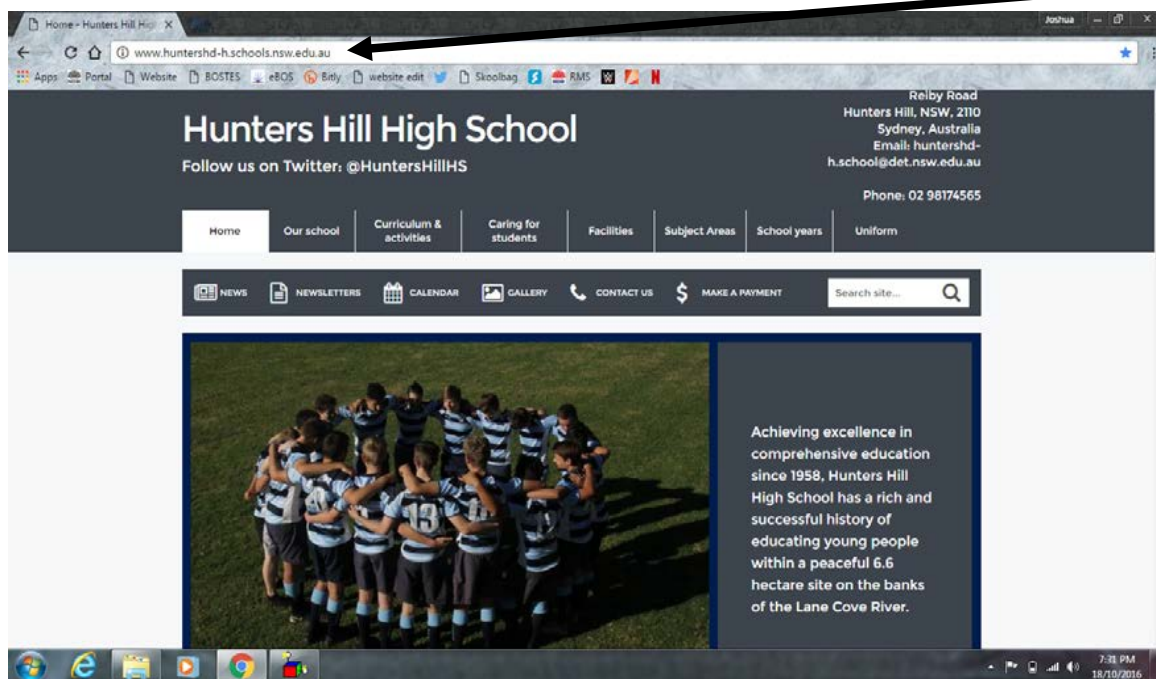 Home - Hunters Hill Hig
Joshua
www.huntershd-h.schools.nsw.edu.au
Apps Portal Website BOSTES eBOS Bitly website edit Skoolbag RMS
Hunters Hill High School
Follow us on Twitter: @HuntersHillHS
Reiby Road
Hunters Hill, NSW, 2110
Sydney, Australia
Email: huntershd-
h.school@det.nsw.edu.au
Phone: 02 98174565
Home
Our school
Curriculum &
activities
Caring for
students
Facilities
Subject Areas
School years
Uniform
NEWS NEWSLETTERS CALENDAR GALLERY CONTACT US $ MAKE A PAYMENT Search site...
13
Achieving excellence in
comprehensive education
since 1958, Hunters Hill
High School has a rich and
successful history of
educating young people
within a peaceful 6.6
hectare site on the banks
of the Lane Cove River.
7:31 PM
18/10/2016